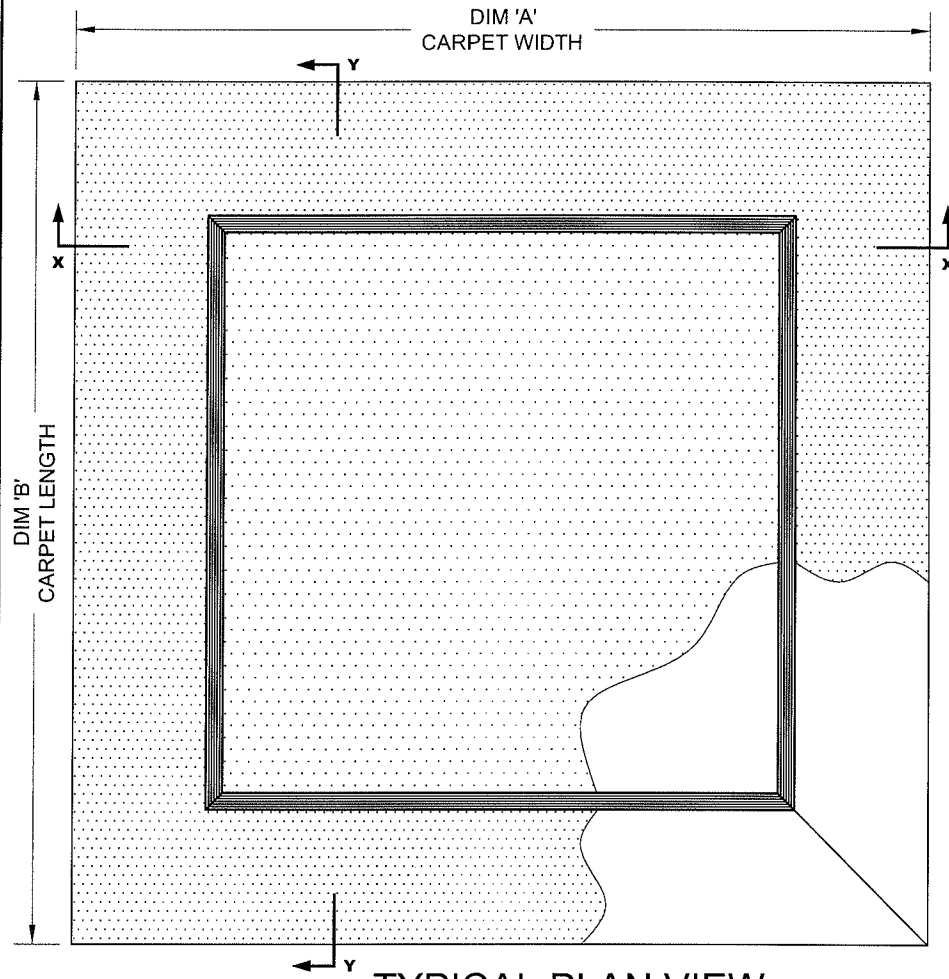 DIM 'A'
CARPET WIDTH
Y
X
X
DIM 'B'
CARPET LENGTH
Y
TYPICAL PLAN VIEW